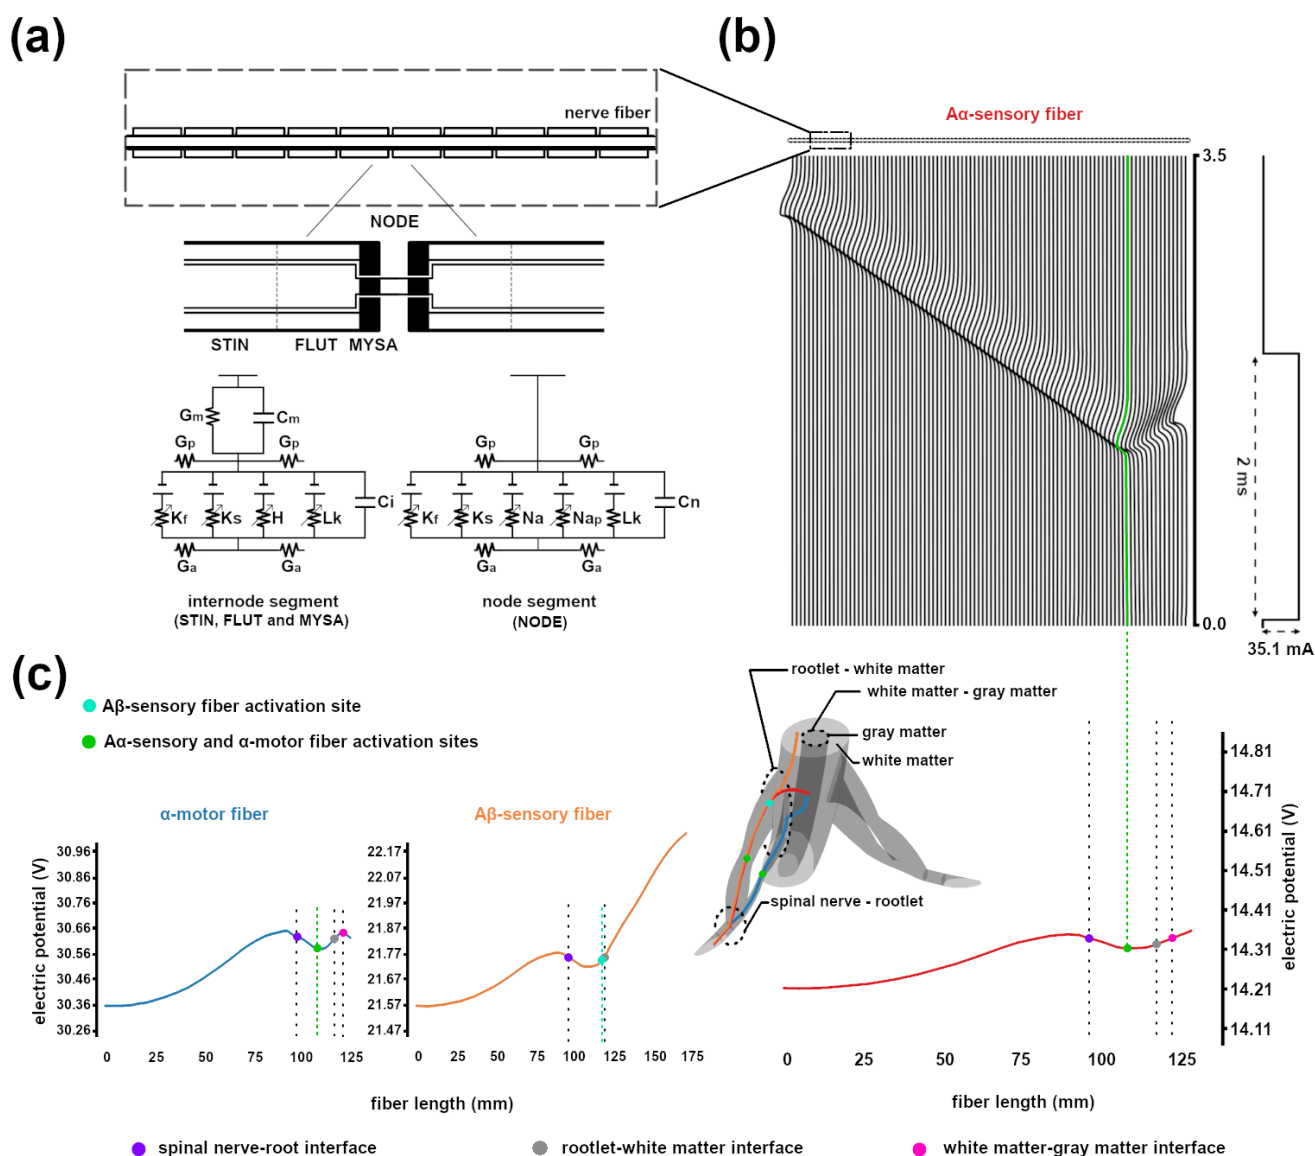 (a)
nerve fiber
NODE
STIN FLUT MYSA
Gm Cm
Gp Gp
Kf Ks H Lk Ci
Ga Ga
internode segment
(STIN, FLUT and MYSA)
Gp Gp
Kf Ks Na Nap Lk Cn
Ga Ga
node segment
(NODE)
(b)
Aα-sensory fiber
3.5
2 ms
0.0
35.1 mA
(c)
Aβ-sensory fiber activation site
Aα-sensory and α-motor fiber activation sites
rootlet - white matter
white matter - gray matter
gray matter
white matter
spinal nerve - rootlet
α-motor fiber
electric potential (V)
30.96
30.86
30.76
30.66
30.56
30.46
30.36
30.26
0 25 50 75 100 125
Aβ-sensory fiber
22.17
22.07
21.97
21.87
21.77
21.67
21.57
21.47
0 25 50 75 100 125 150 175
fiber length (mm)
14.81
14.71
14.61
14.51
14.41
14.31
14.21
14.11
electric potential (V)
0 25 50 75 100 125
fiber length (mm)
spinal nerve-root interface
rootlet-white matter interface
white matter-gray matter interface